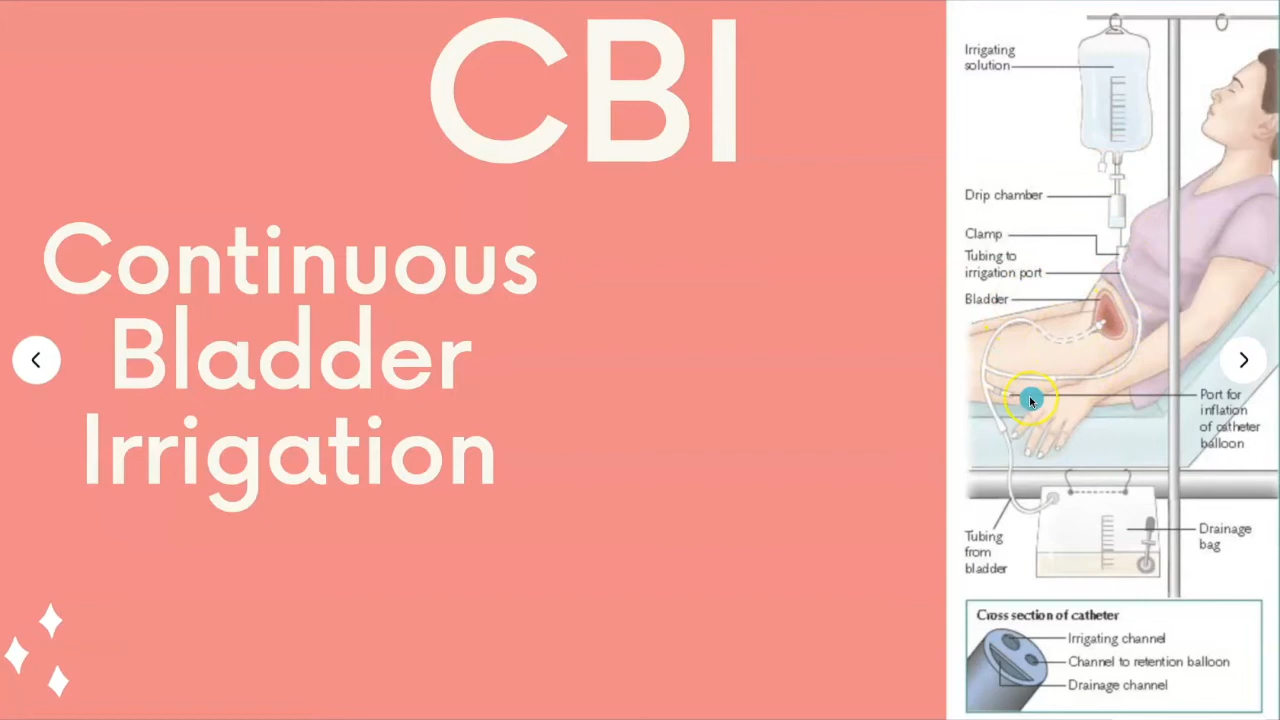 CBI
Continuous
Bladder
Irrigation
Irrigating
solution
Drip chamber
Clamp
Tubing to
irrigation port
Bladder
Port for
inflation
of catheter
balloon
Tubing
from
bladder
Drainage
bag
Cross section of catheter
Irrigating channel
Channel to retention balloon
Drainage channel